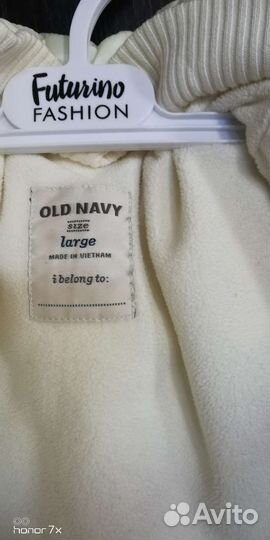 Futurino
FASHION
OLD NAVY
size
large
MADE IN VIETNAM
i belong to:
honor 7x
Avito